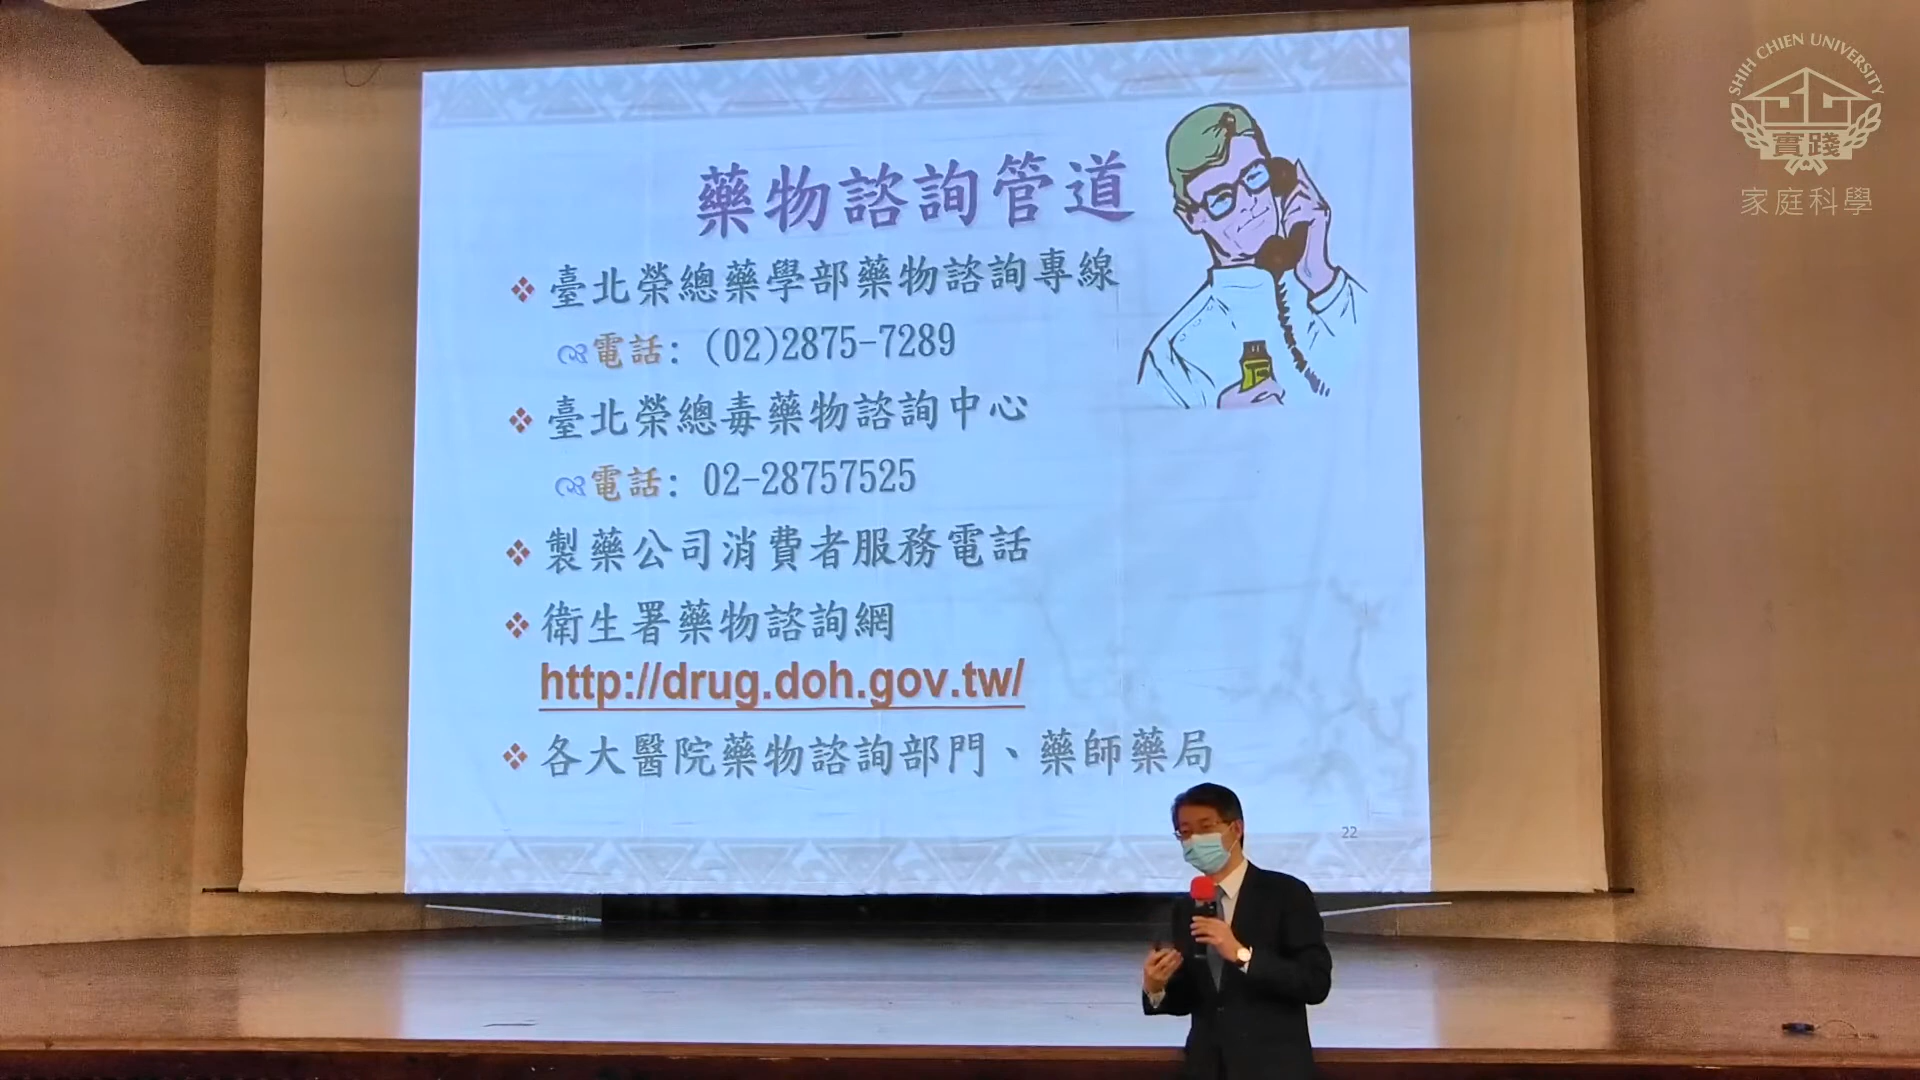 藥物諮詢管道
臺北榮總藥學部藥物諮詢專線
電話: (02)2875-7289
臺北榮總毒藥物諮詢中心
電話: 02-28757525
製藥公司消費者服務電話
衛生署藥物諮詢網
http://drug.doh.gov.tw/
各大醫院藥物諮詢部門、藥師藥局
22
SHIH CHIEN UNIVERSITY
實踐
家庭科學